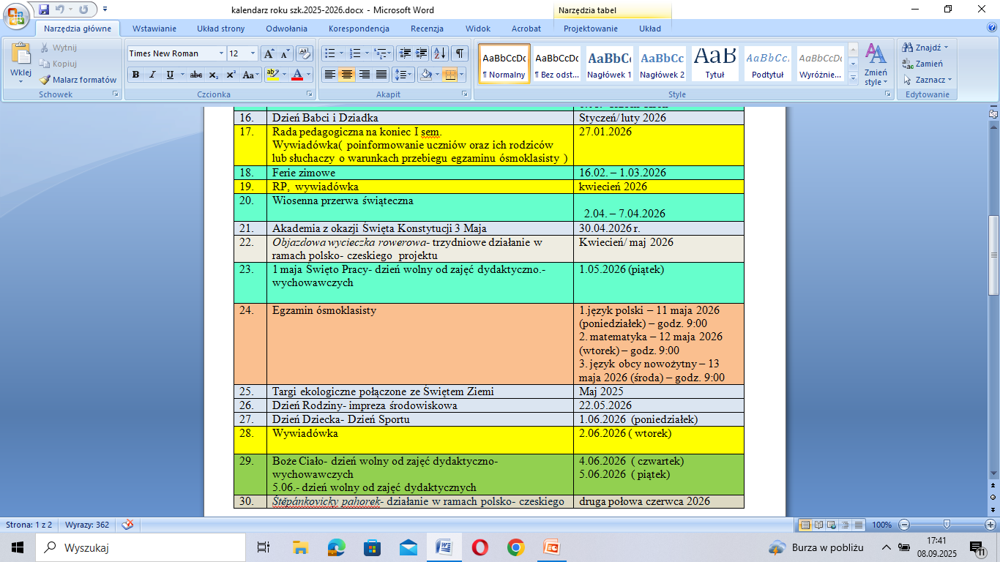 kalendarz roku szk.2025-2026.docx - Microsoft Word
Narzędzia tabel
Narzędzia główne Wstawianie Układ strony Odwołania Korespondencja Recenzja Widok Acrobat Projektowanie Układ
Wklej
Wytnij
Kopiuj
Malarz formatów
Schowek
Times New Roman 12
Czcionka
Akapit
AaBbCcDc AaBbCcDc AaBbCc AaBbCc AaB AaBbCc. AaBbCcDc
¶ Normalny ¶ Bez odst... Nagłówek 1 Nagłówek 2 Tytuł Podtytuł Wyróżnie...
Zmień style
Style
Znajdź
Zamień
Zaznacz
Edytowanie
16. Dzień Babci i Dziadka Styczeń/luty 2026
17. Rada pedagogiczna na koniec I sem. 27.01.2026
Wywiadówka( poinformowanie uczniów oraz ich rodziców
lub słuchaczy o warunkach przebiegu egzaminu ósmoklasisty )
18. Ferie zimowe 16.02. – 1.03.2026
19. RP, wywiadówka kwiecień 2026
20. Wiosenna przerwa świąteczna
2.04. – 7.04.2026
21. Akademia z okazji Święta Konstytucji 3 Maja 30.04.2026 r.
22. Objazdowa wycieczka rowerowa- trzydniowe działanie w Kwiecień/ maj 2026
ramach polsko- czeskiego projektu
23. 1 maja Święto Pracy- dzień wolny od zajęć dydaktyczno.- 1.05.2026 (piątek)
wychowawczych
24. Egzamin ósmoklasisty 1.język polski – 11 maja 2026
(poniedziałek) – godz. 9:00
2. matematyka – 12 maja 2026
(wtorek) – godz. 9:00
3. język obcy nowożytny – 13
maja 2026 (środa) – godz. 9:00
25. Targi ekologiczne połączone ze Świętem Ziemi Maj 2025
26. Dzień Rodziny- impreza środowiskowa 22.05.2026
27. Dzień Dziecka- Dzień Sportu 1.06.2026 (poniedziałek)
28. Wywiadówka 2.06.2026 ( wtorek)
29. Boże Ciało- dzień wolny od zajęć dydaktyczno- 4.06.2026 ( czwartek)
wychowawczych 5.06.2026 ( piątek)
5.06.- dzień wolny od zajęć dydaktycznych
30. Štěpánkovicky pahorek- działanie w ramach polsko- czeskiego druga połowa czerwca 2026
Strona: 1 z 2 Wyrazy: 362 100%
Wyszukaj
Burza w pobliżu
17:41
08.09.2025
11